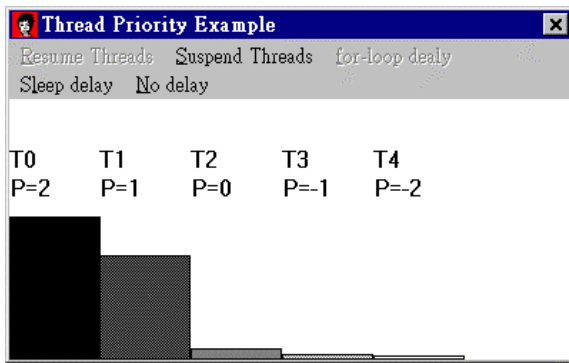 Thread Priority Example
Resume Threads Suspend Threads for-loop dealy
Sleep delay No delay
T0 T1 T2 T3 T4
P=2 P=1 P=0 P=-1 P=-2